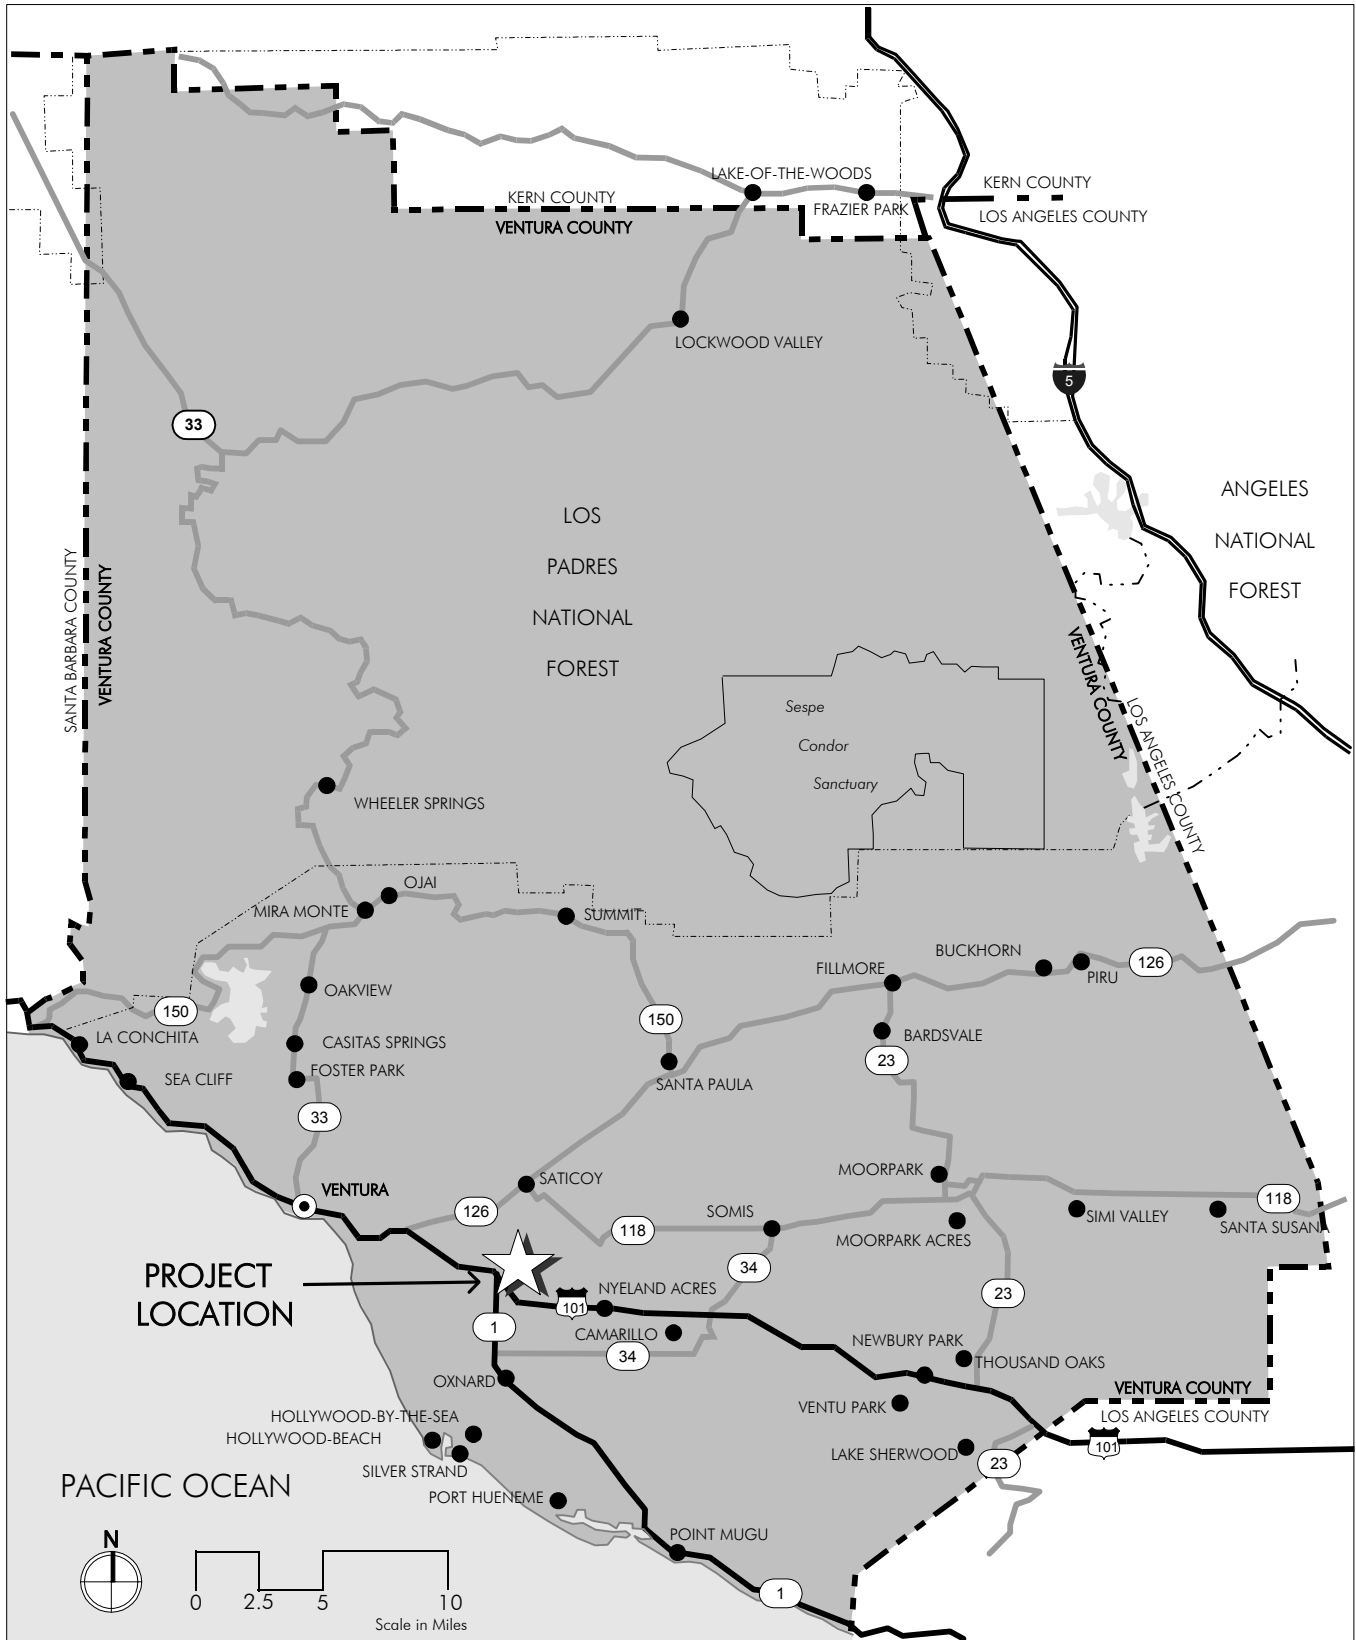 LAKE-OF-THE-WOODS
KERN COUNTY
KERN COUNTY
FRAZIER PARK
LOS ANGELES COUNTY
VENTURA COUNTY
LOCKWOOD VALLEY
5
33
ANGELES
NATIONAL
FOREST
LOS
PADRES
NATIONAL
FOREST
SANTA BARBARA COUNTY
VENTURA COUNTY
VENTURA COUNTY
LOS ANGELES COUNTY
Sespe
Condor
Sanctuary
WHEELER SPRINGS
OJAI
MIRA MONTE
SUMMIT
BUCKHORN
FILLMORE
PIRU
126
OAKVIEW
150
150
LA CONCHITA
CASITAS SPRINGS
BARDSVALE
23
FOSTER PARK
SEA CLIFF
SANTA PAULA
33
MOORPARK
SATICOY
VENTURA
126
118
SOMIS
118
SIMI VALLEY
SANTA SUSANA
MOORPARK ACRES
34
PROJECT
LOCATION
NYELAND ACRES
101
23
1
CAMARILLO
34
NEWBURY PARK
THOUSAND OAKS
OXNARD
VENTURA COUNTY
VENTU PARK
LOS ANGELES COUNTY
HOLLYWOOD-BY-THE-SEA
HOLLYWOOD-BEACH
101
LAKE SHERWOOD
23
SILVER STRAND
PACIFIC OCEAN
PORT HUENEME
POINT MUGU
N
1
0 2.5 5 10
Scale in Miles